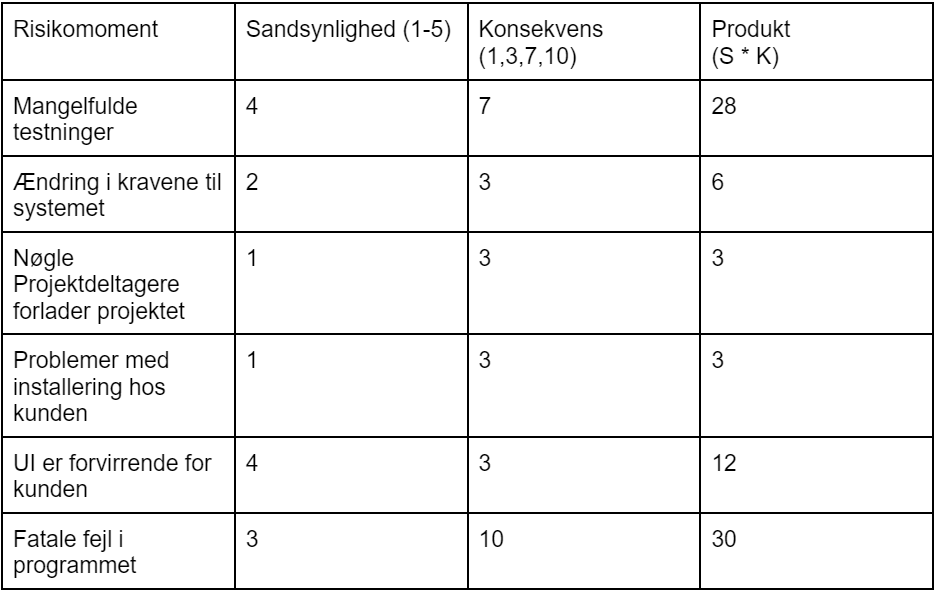 Risikomoment
Sandsynlighed (1-5)
Konsekvens
(1,3,7,10)
Produkt
(S * K)
Mangelfulde
testninger
4
7
28
Ændring i kravene til
systemet
2
3
6
Nøgle
Projektdeltagere
forlader projektet
1
3
3
Problemer med
installering hos
kunden
1
3
3
UI er forvirrende for
kunden
4
3
12
Fatale fejl i
programmet
3
10
30